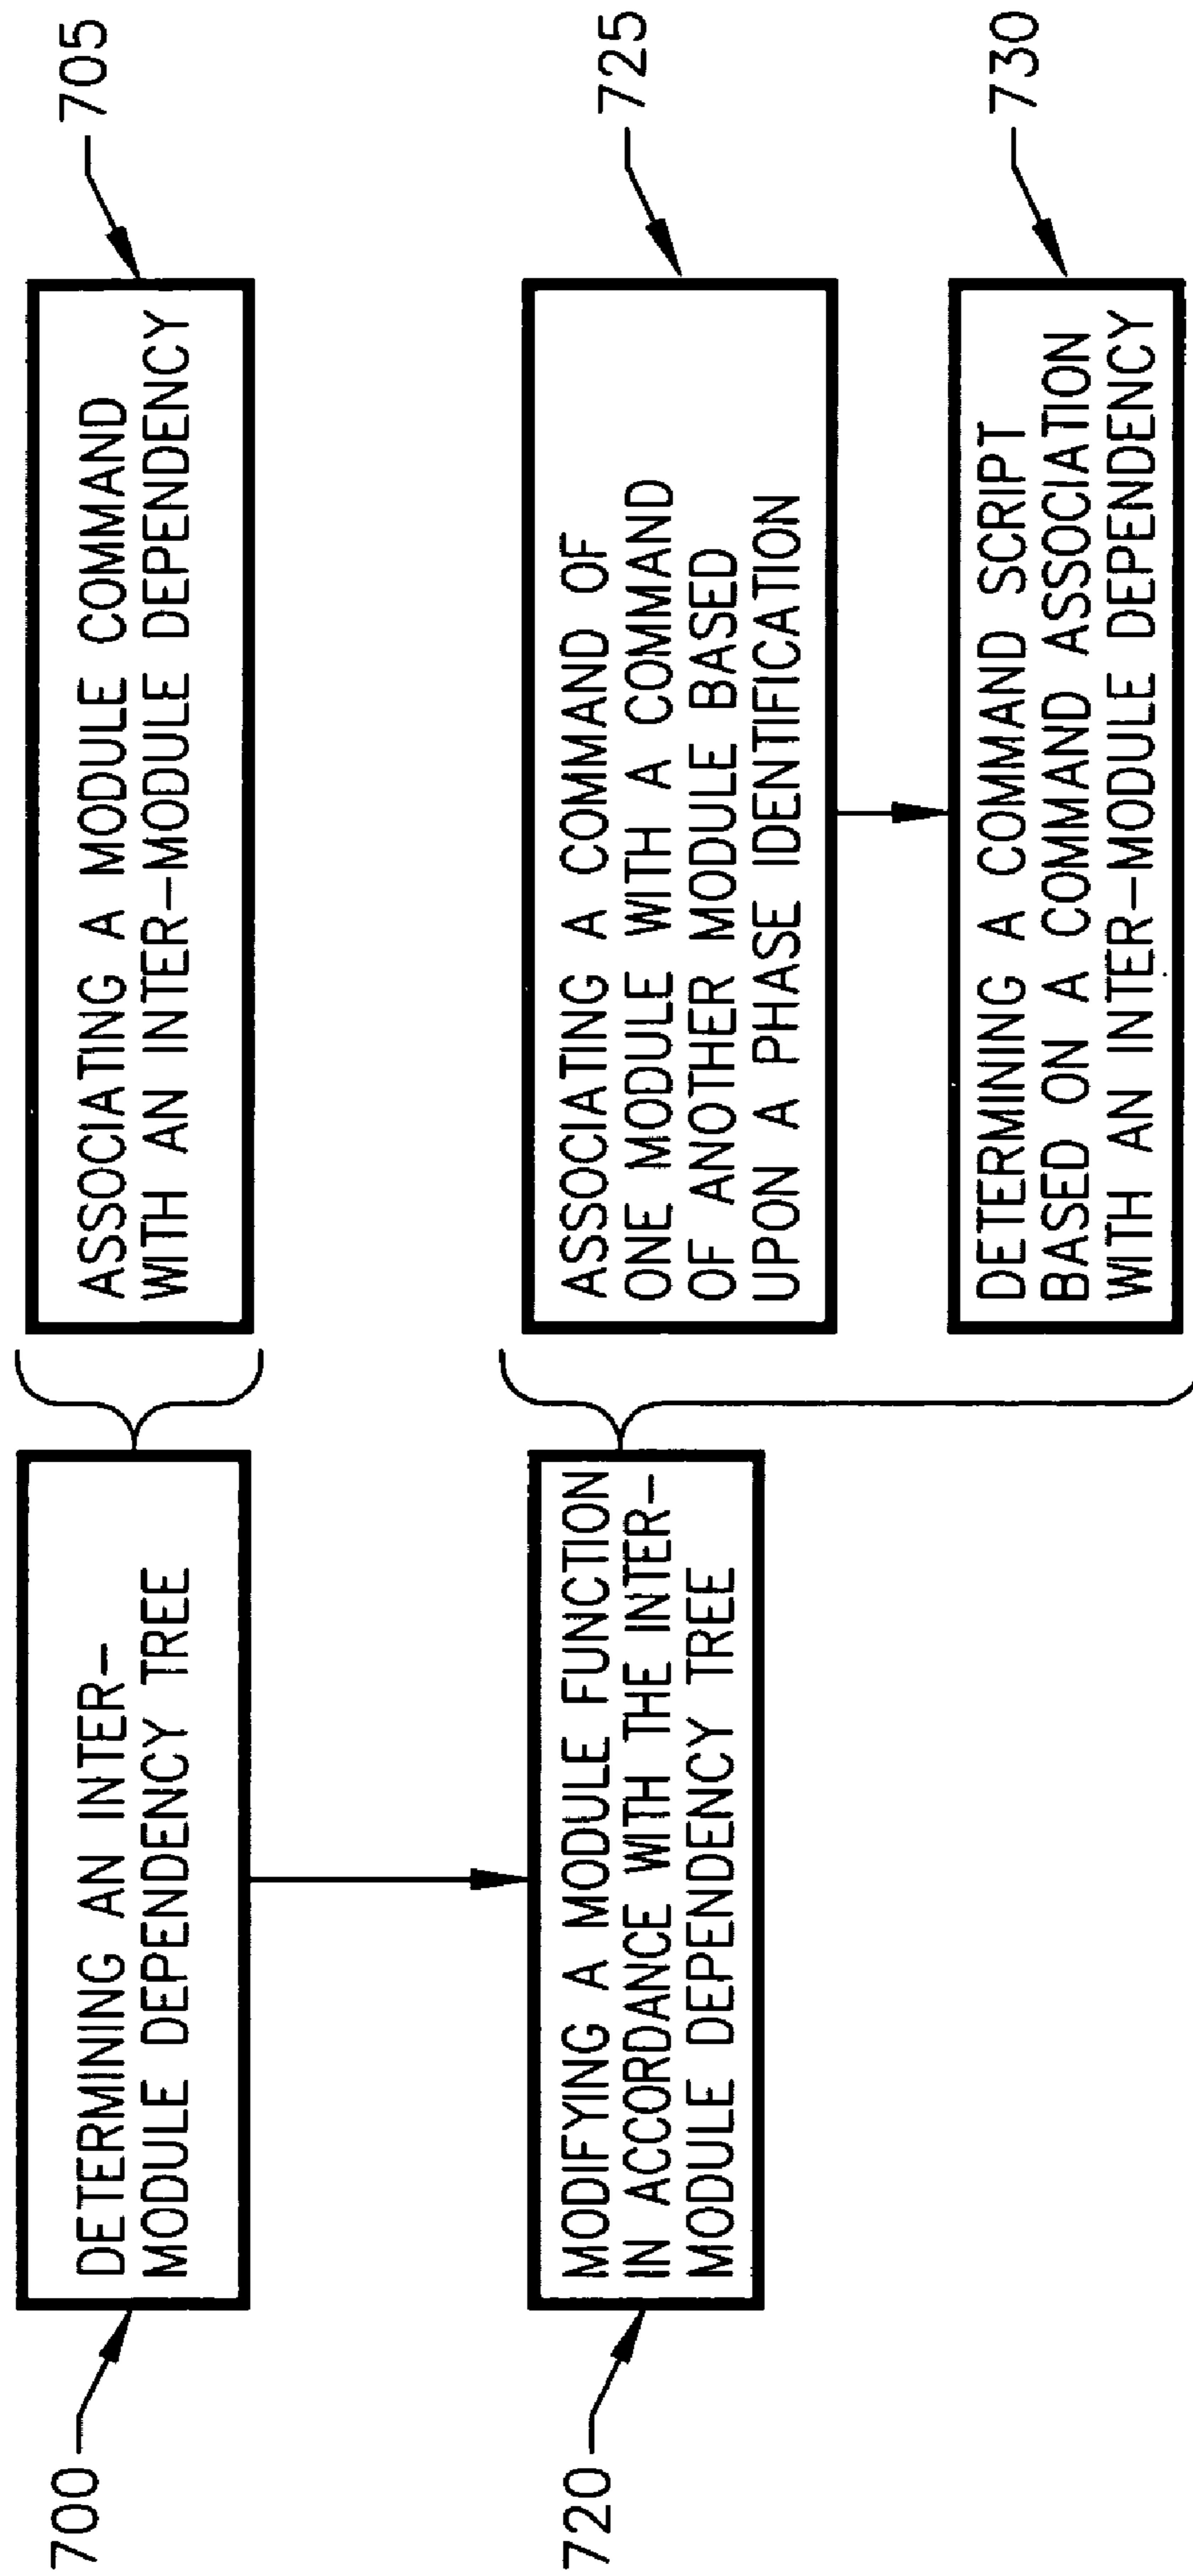 700
DETERMINING AN INTER-
MODULE DEPENDENCY TREE
ASSOCIATING A MODULE COMMAND
WITH AN INTER-MODULE DEPENDENCY
705
720
MODIFYING A MODULE FUNCTION
IN ACCORDANCE WITH THE INTER-
MODULE DEPENDENCY TREE
ASSOCIATING A COMMAND OF
ONE MODULE WITH A COMMAND
OF ANOTHER MODULE BASED
UPON A PHASE IDENTIFICATION
725
DETERMINING A COMMAND SCRIPT
BASED ON A COMMAND ASSOCIATION
WITH AN INTER-MODULE DEPENDENCY
730